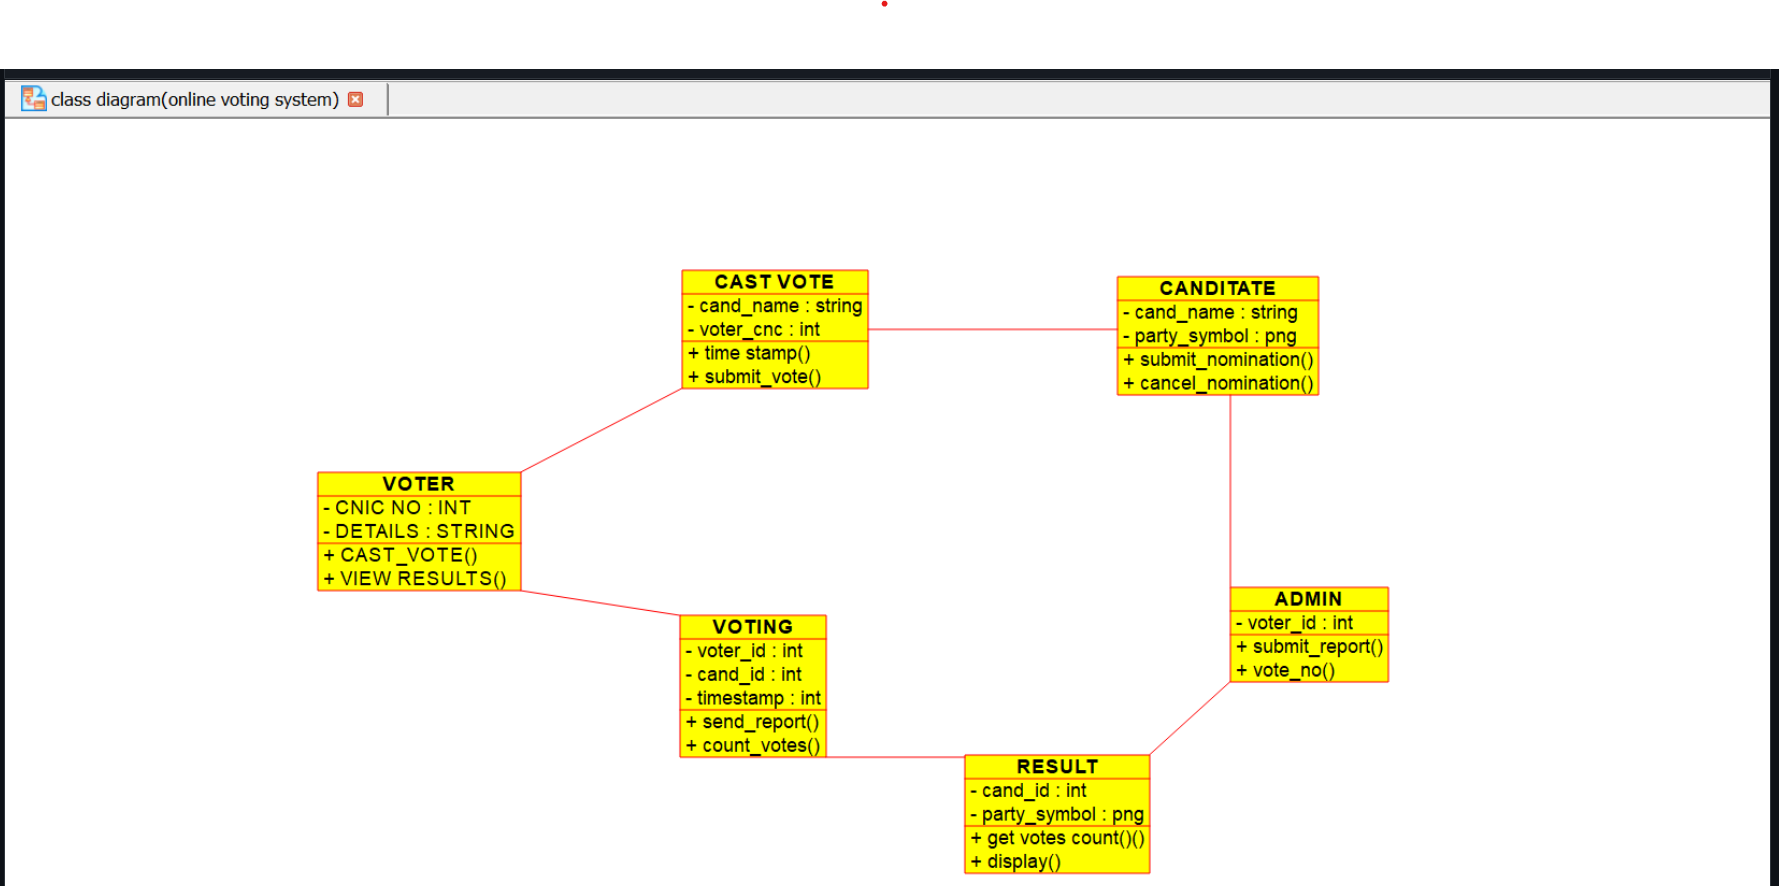 class diagram(online voting system)
CAST VOTE
- cand_name : string
- voter_cnc : int
+ time stamp()
+ submit_vote()
CANDITATE
- cand_name : string
- party_symbol : png
+ submit_nomination()
+ cancel_nomination()
VOTER
- CNIC NO : INT
- DETAILS : STRING
+ CAST_VOTE()
+ VIEW RESULTS()
VOTING
- voter_id : int
- cand_id : int
- timestamp : int
+ send_report()
+ count_votes()
ADMIN
- voter_id : int
+ submit_report()
+ vote_no()
RESULT
- cand_id : int
- party_symbol : png
+ get votes count()()
+ display()